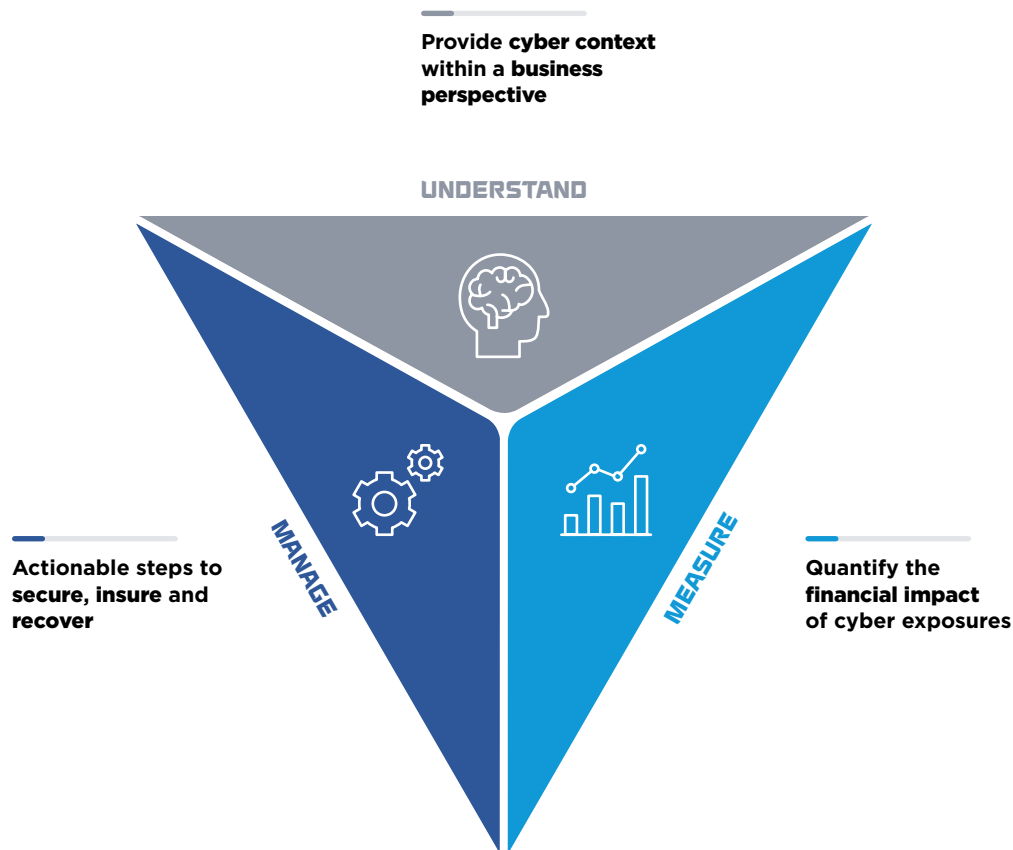 Provide cyber context
within a business
perspective
UNDERSTAND
MANAGE
MEASURE
Actionable steps to
secure, insure and
recover
Quantify the
financial impact
of cyber exposures